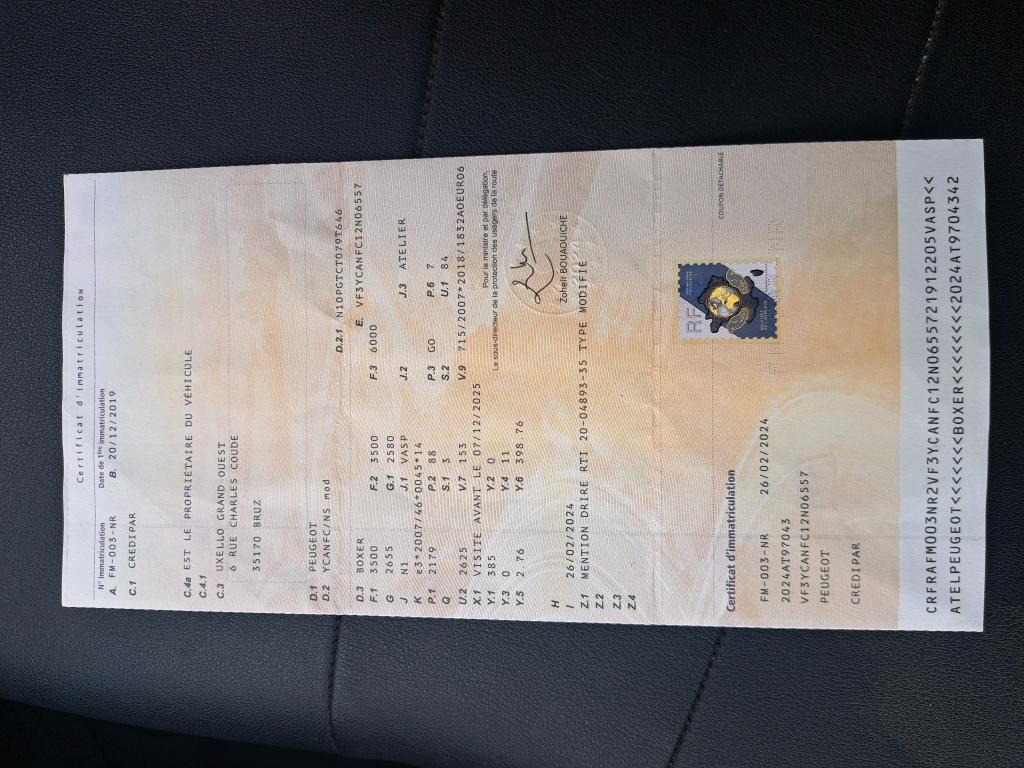 Certificat d'immatriculation
N° Immatriculation Date de 1ère immatriculation
A. FM-003-NR B. 20/12/2019
C.1 CREDIPAR
C.4a EST LE PROPRIÉTAIRE DU VÉHICULE
C.4.1
C.3 UXELLO GRAND OUEST
6 RUE CHARLES COUDE
35170 BRUZ
D.1 PEUGEOT
D.2 YCANFC/NS mod
D.2.1 N10PGTCT079T646
D.3 BOXER E. VF3YCANFC12N06557
F.1 3500 F.2 3500 F.3 6000
G 2655 G.1 2580
J N1 J.1 VASP J.2 J.3 ATELIER
K e3*2007/46*0045*14
P.1 2179 P.2 88 P.3 GO P.6 7
Q S.1 3 S.2 U.1 84
U.2 2625 V.7 153 V.9 715/2007*2018/1832AOEURO6
X.1 VISITE AVANT LE 07/12/2025
Y.1 385 Y.2 0
Y.3 0 Y.4 11
Y.5 2.76 Y.6 398.76
Pour le ministre et par délégation,
Le sous-directeur de la protection des usagers de la route
Zoheir BOUAOUICHE
H
I 26/02/2024
Z.1 MENTION DRIRE RTI 20-04893-35 TYPE MODIFIÉ
Z.2
Z.3
Z.4
COUPON DÉTACHABLE
RF
Certificat d'immatriculation
FM-003-NR 26/02/2024
2024AT97043
VF3YCANFC12N06557
PEUGEOT
CREDIPAR
CRFRAFM003NR2VF3YCANFC12N0655721912205VASP<<
ATELPEUGEOT<<<<<<<BOXER<<<<<<<<2024AT9704342